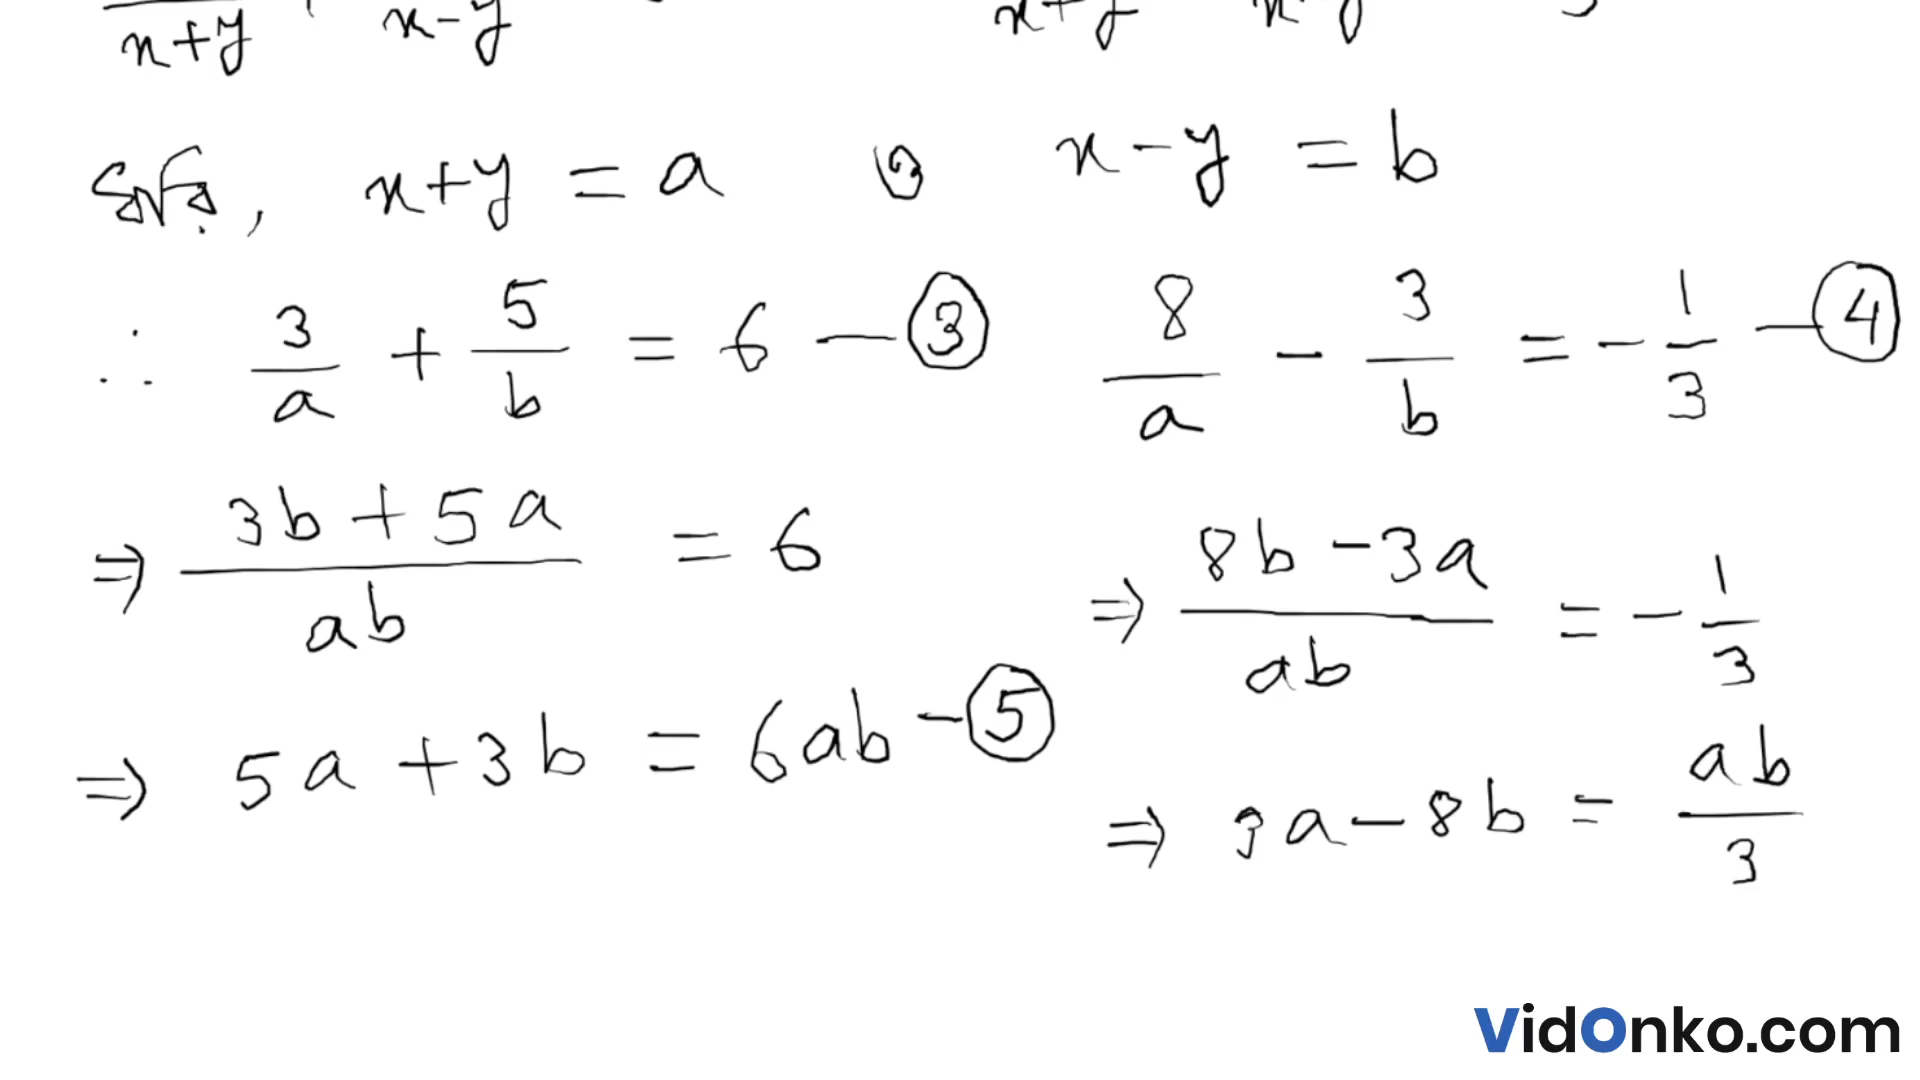 x+y x-y x+y x+y
ধরি, x+y = a ও x-y = b
∴ 3/a + 5/b = 6 — ③ 8/a - 3/b = -1/3 — ④
⇒ (3b+5a)/ab = 6 ⇒ (8b-3a)/ab = -1/3
⇒ 5a+3b = 6ab - ⑤ ⇒ 3a-8b = ab/3
VidOnko.com